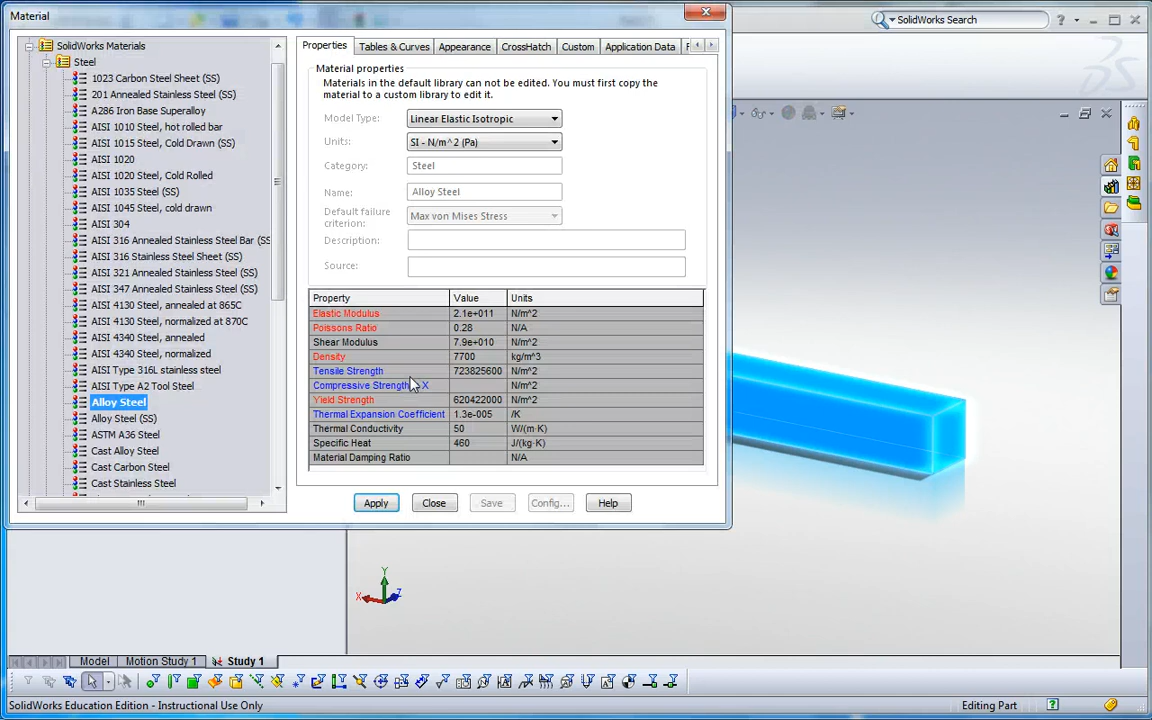 Material
SolidWorks Search
SolidWorks Materials
Steel
1023 Carbon Steel Sheet (SS)
201 Annealed Stainless Steel (SS)
A286 Iron Base Superalloy
AISI 1010 Steel, hot rolled bar
AISI 1015 Steel, Cold Drawn (SS)
AISI 1020
AISI 1020 Steel, Cold Rolled
AISI 1035 Steel (SS)
AISI 1045 Steel, cold drawn
AISI 304
AISI 316 Annealed Stainless Steel Bar (SS
AISI 316 Stainless Steel Sheet (SS)
AISI 321 Annealed Stainless Steel (SS)
AISI 347 Annealed Stainless Steel (SS)
AISI 4130 Steel, annealed at 865C
AISI 4130 Steel, normalized at 870C
AISI 4340 Steel, annealed
AISI 4340 Steel, normalized
AISI Type 316L stainless steel
AISI Type A2 Tool Steel
Alloy Steel
Alloy Steel (SS)
ASTM A36 Steel
Cast Alloy Steel
Cast Carbon Steel
Cast Stainless Steel
Properties Tables & Curves Appearance CrossHatch Custom Application Data F
Material properties
Materials in the default library can not be edited. You must first copy the
material to a custom library to edit it.
Model Type: Linear Elastic Isotropic
Units: SI - N/m^2 (Pa)
Category: Steel
Name: Alloy Steel
Default failure
criterion: Max von Mises Stress
Description:
Source:
Property Value Units
Elastic Modulus 2.1e+011 N/m^2
Poissons Ratio 0.28 N/A
Shear Modulus 7.9e+010 N/m^2
Density 7700 kg/m^3
Tensile Strength 723825600 N/m^2
Compressive Strength X N/m^2
Yield Strength 620422000 N/m^2
Thermal Expansion Coefficient 1.3e-005 /K
Thermal Conductivity 50 W/(m·K)
Specific Heat 460 J/(kg·K)
Material Damping Ratio N/A
Apply Close Save Config... Help
Y
X Z
Model Motion Study 1 Study 1
SolidWorks Education Edition - Instructional Use Only
Editing Part